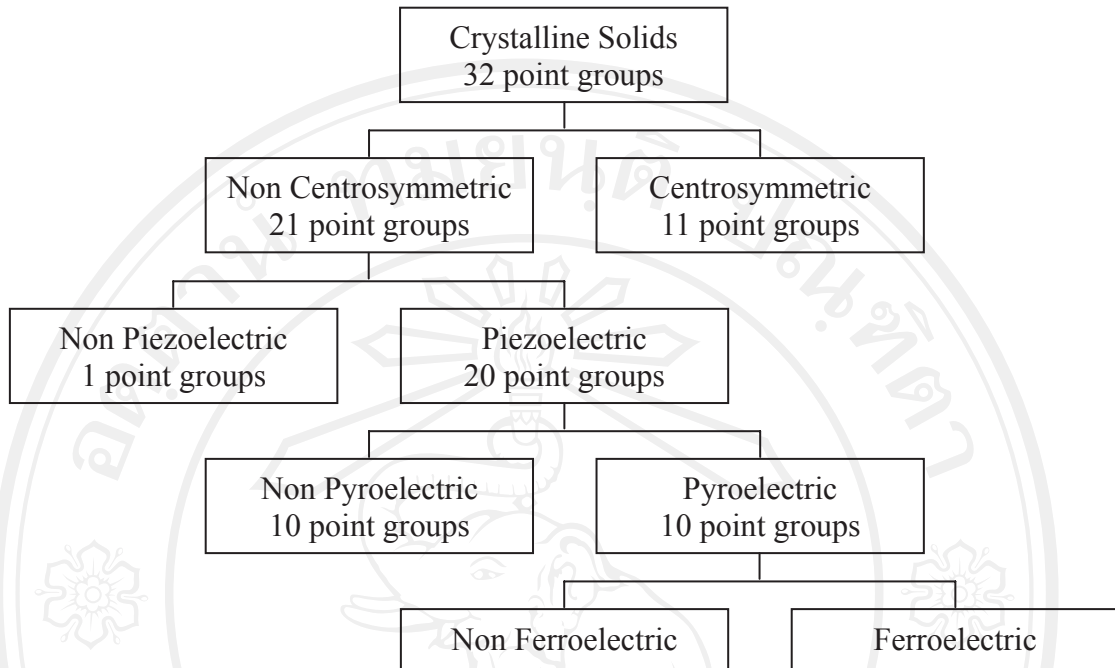 Crystalline Solids
32 point groups
Non Centrosymmetric
21 point groups
Centrosymmetric
11 point groups
Non Piezoelectric
1 point groups
Piezoelectric
20 point groups
Non Pyroelectric
10 point groups
Pyroelectric
10 point groups
Non Ferroelectric
Ferroelectric